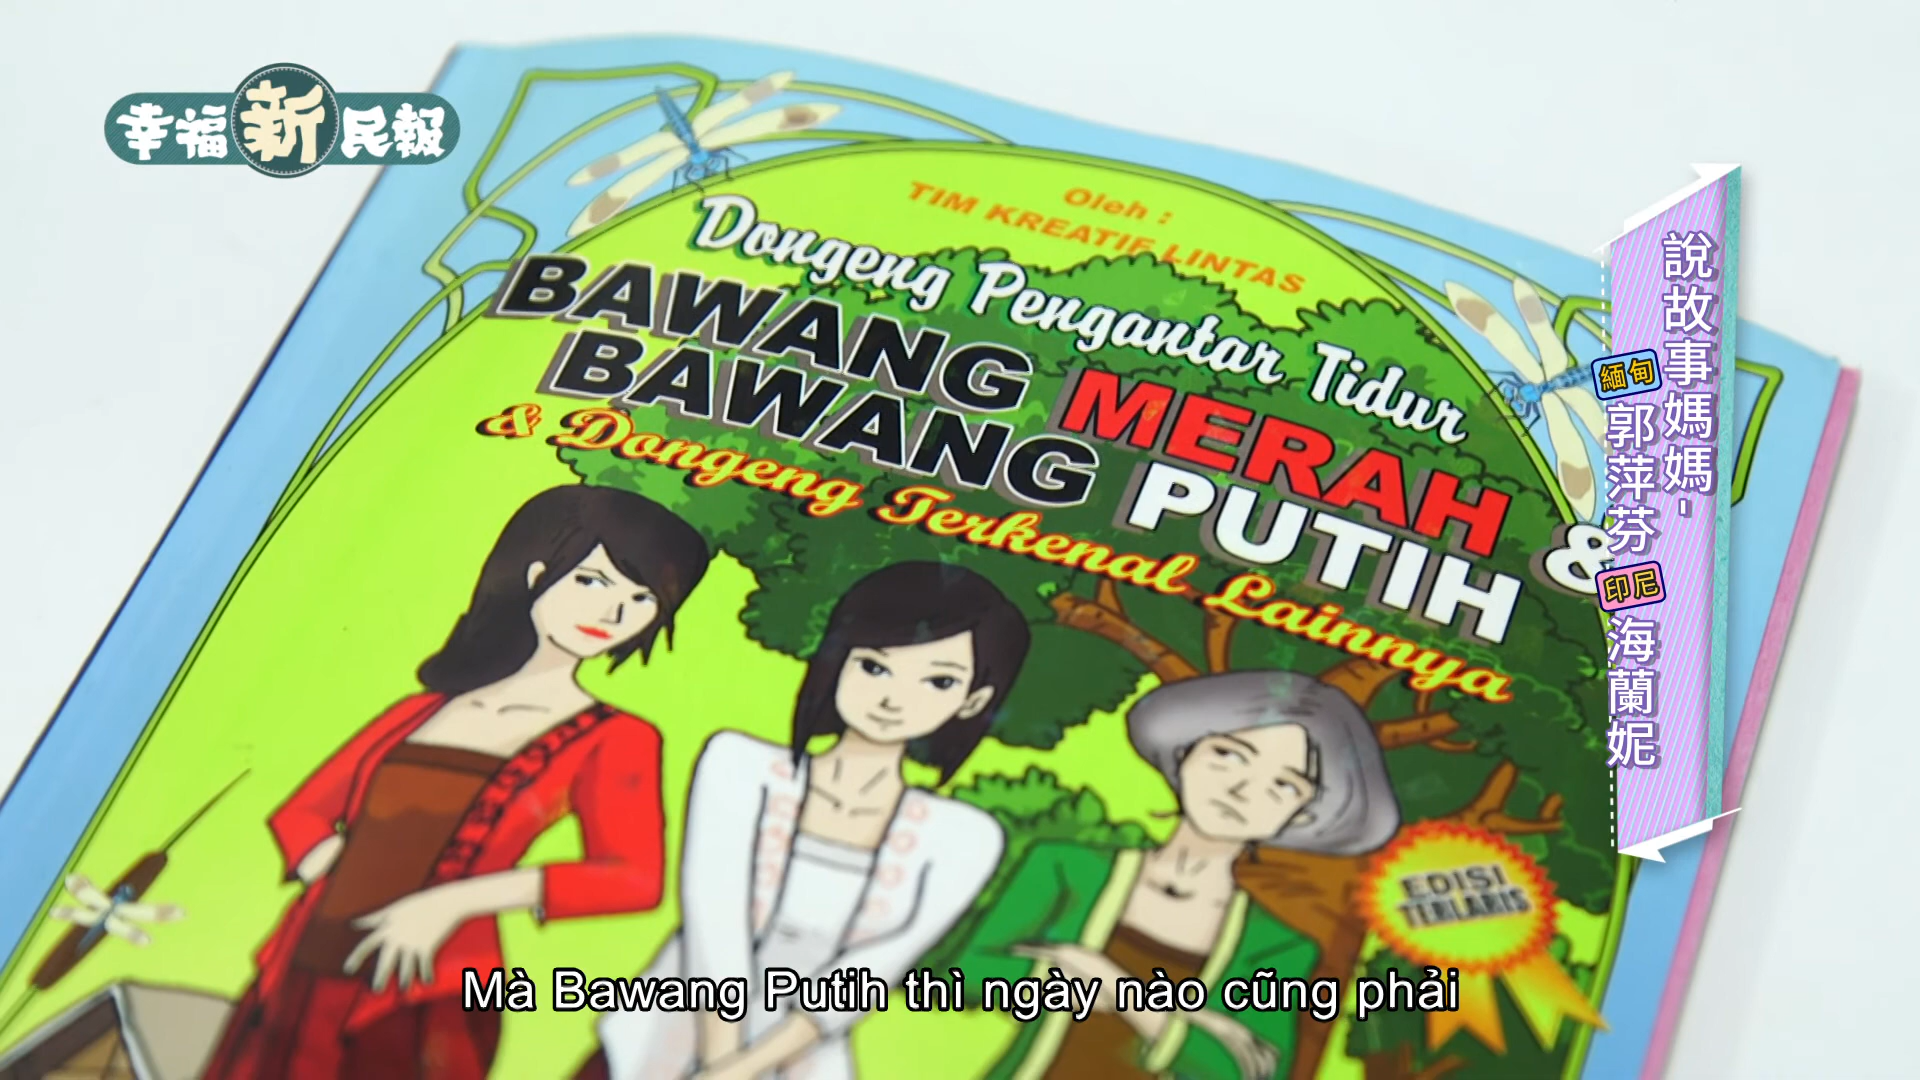 幸福新民報
Oleh :
TIM KREATIF LINTAS
Dongeng Pengantar Tidur
BAWANG MERAH &
BAWANG PUTIH
& Dongeng Terkenal Lainnya
EDISI
TERLARIS
說故事媽媽'
緬甸 郭萍芬 印尼 海蘭妮
Mà Bawang Putih thì ngày nào cũng phải